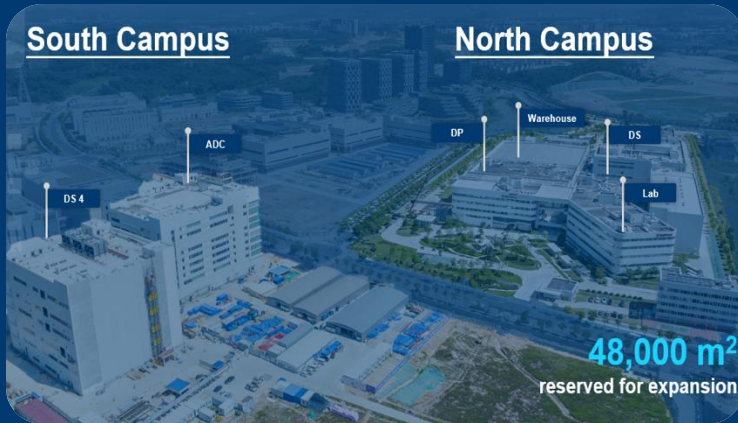 South Campus
North Campus
Warehouse
DP
DS
ADC
Lab
DS 4
48,000 m²
reserved for expansion